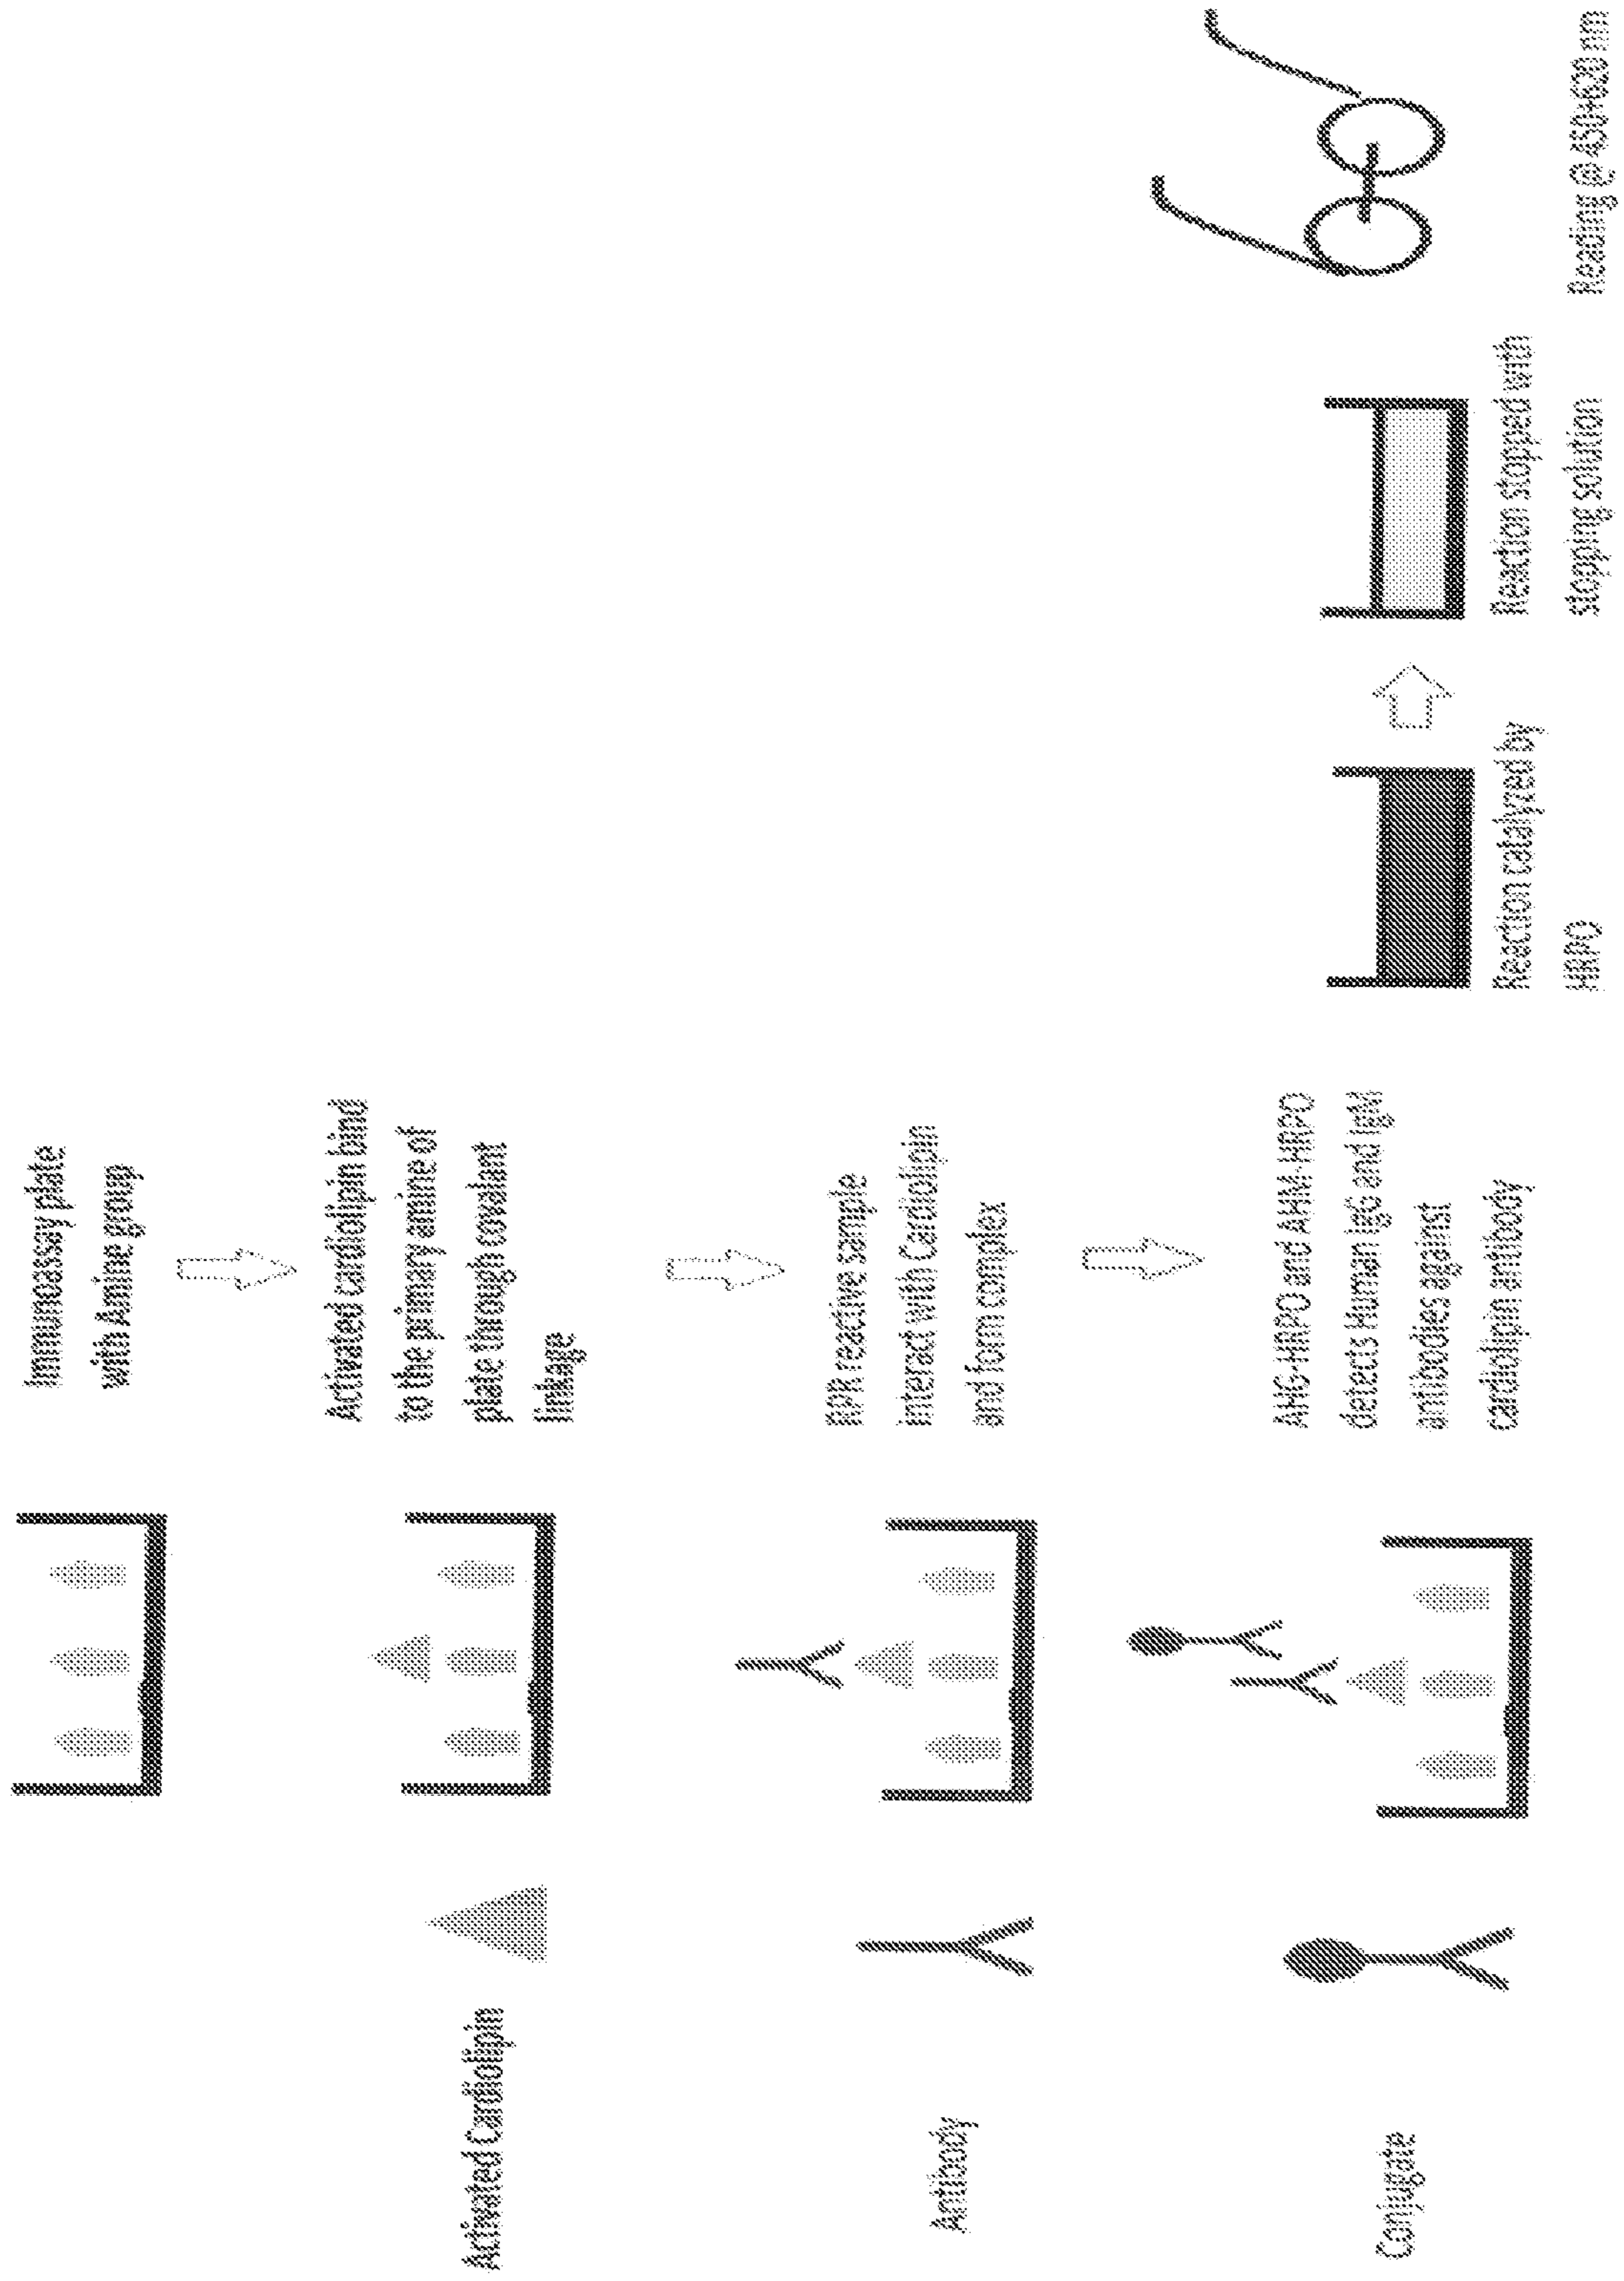 Immunoassay plate
with Amine group
Activated Cardiolipin
Activated cardiolipin bind
to the primary amine of
plate through covalant
linkage
Antibody
RPR reactive sample
interact with Cardiolipin
and form complex
Conjugate
AHG-HRPO and AHM-HRPO
detects Human IgG and IgM
antibodies against
cardiolipin antibody
Reaction catalyzed by
HRPO
Reaction stopped with
stopping solution
Reading @ 450+620 nm